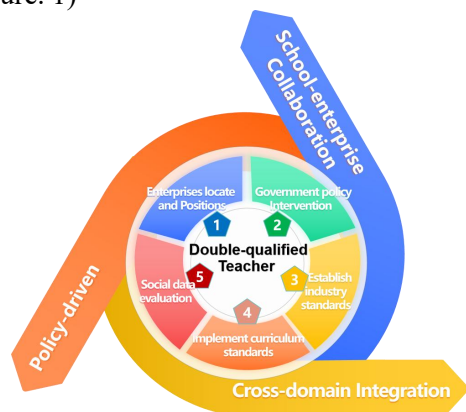 ure. 1)
School-enterprise
Collaboration
Enterprises locate
and Positions
Government policy
Intervention
1
2
Double-qualified
Teacher
5
3
Social data
evaluation
Establish
industry
standards
4
Implement curriculum
standards
Policy-driven
Cross-domain Integration